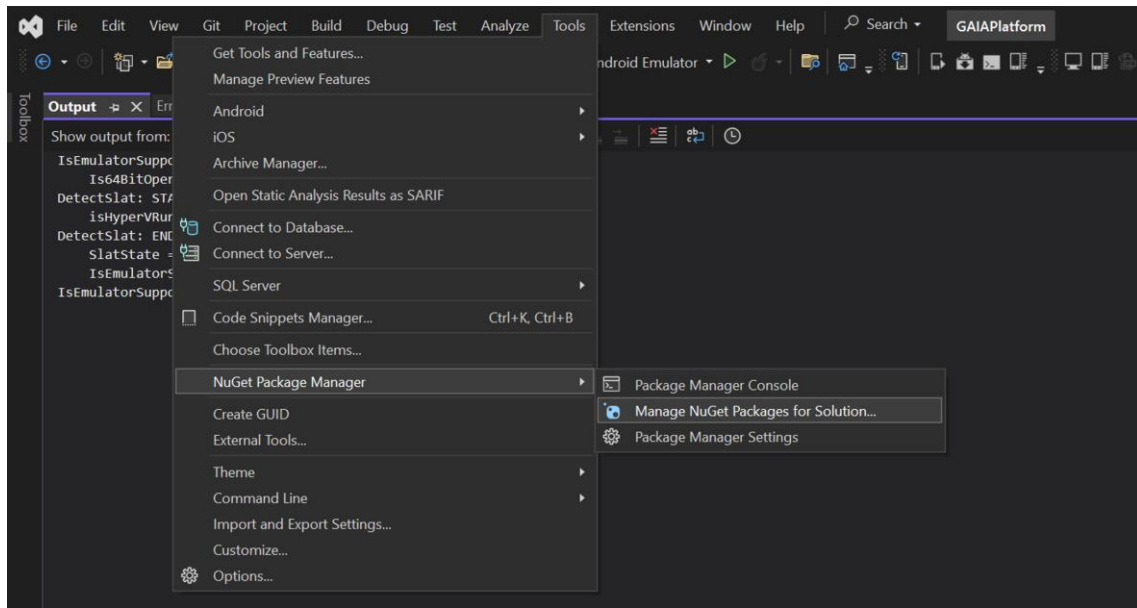 File Edit View Git Project Build Debug Test Analyze Tools Extensions Window Help Search GAIAPlatform
ndroid Emulator
Toolbox
Output Err
Show output from:
IsEmulatorSuppo
Is64BitOper
DetectSlat: STA
isHyperVRun
DetectSlat: END
SlatState =
IsEmulatorS
IsEmulatorSuppo
Get Tools and Features...
Manage Preview Features
Android
iOS
Archive Manager...
Open Static Analysis Results as SARIF
Connect to Database...
Connect to Server...
SQL Server
Code Snippets Manager... Ctrl+K, Ctrl+B
Choose Toolbox Items...
NuGet Package Manager
Create GUID
External Tools...
Theme
Command Line
Import and Export Settings...
Customize...
Options...
Package Manager Console
Manage NuGet Packages for Solution...
Package Manager Settings